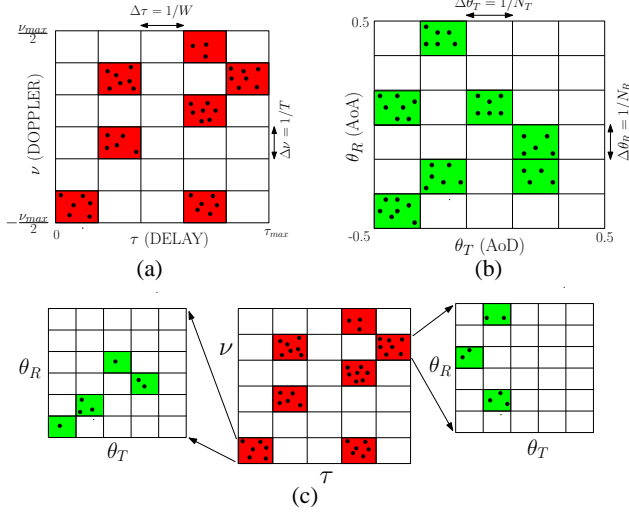 Δτ = 1/W
ν_max/2
ν (DOPPLER)
Δν = 1/T
−ν_max/2
0
τ (DELAY)
τ_max
(a)
Δθ_T = 1/N_T
0.5
θ_R (AoA)
Δθ_R = 1/N_R
-0.5
θ_T (AoD)
0.5
(b)
θ_R
θ_T
ν
τ
θ_R
θ_T
(c)